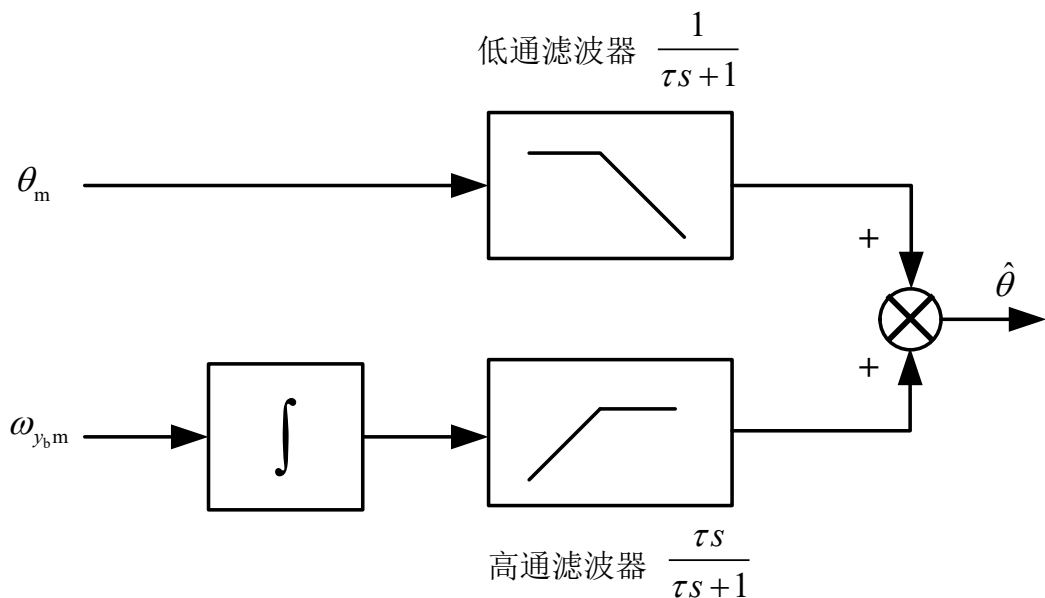 低通滤波器 1/(τs+1)
θ_m
+
θ̂
+
ω_{y_b m}
∫
高通滤波器 τs/(τs+1)